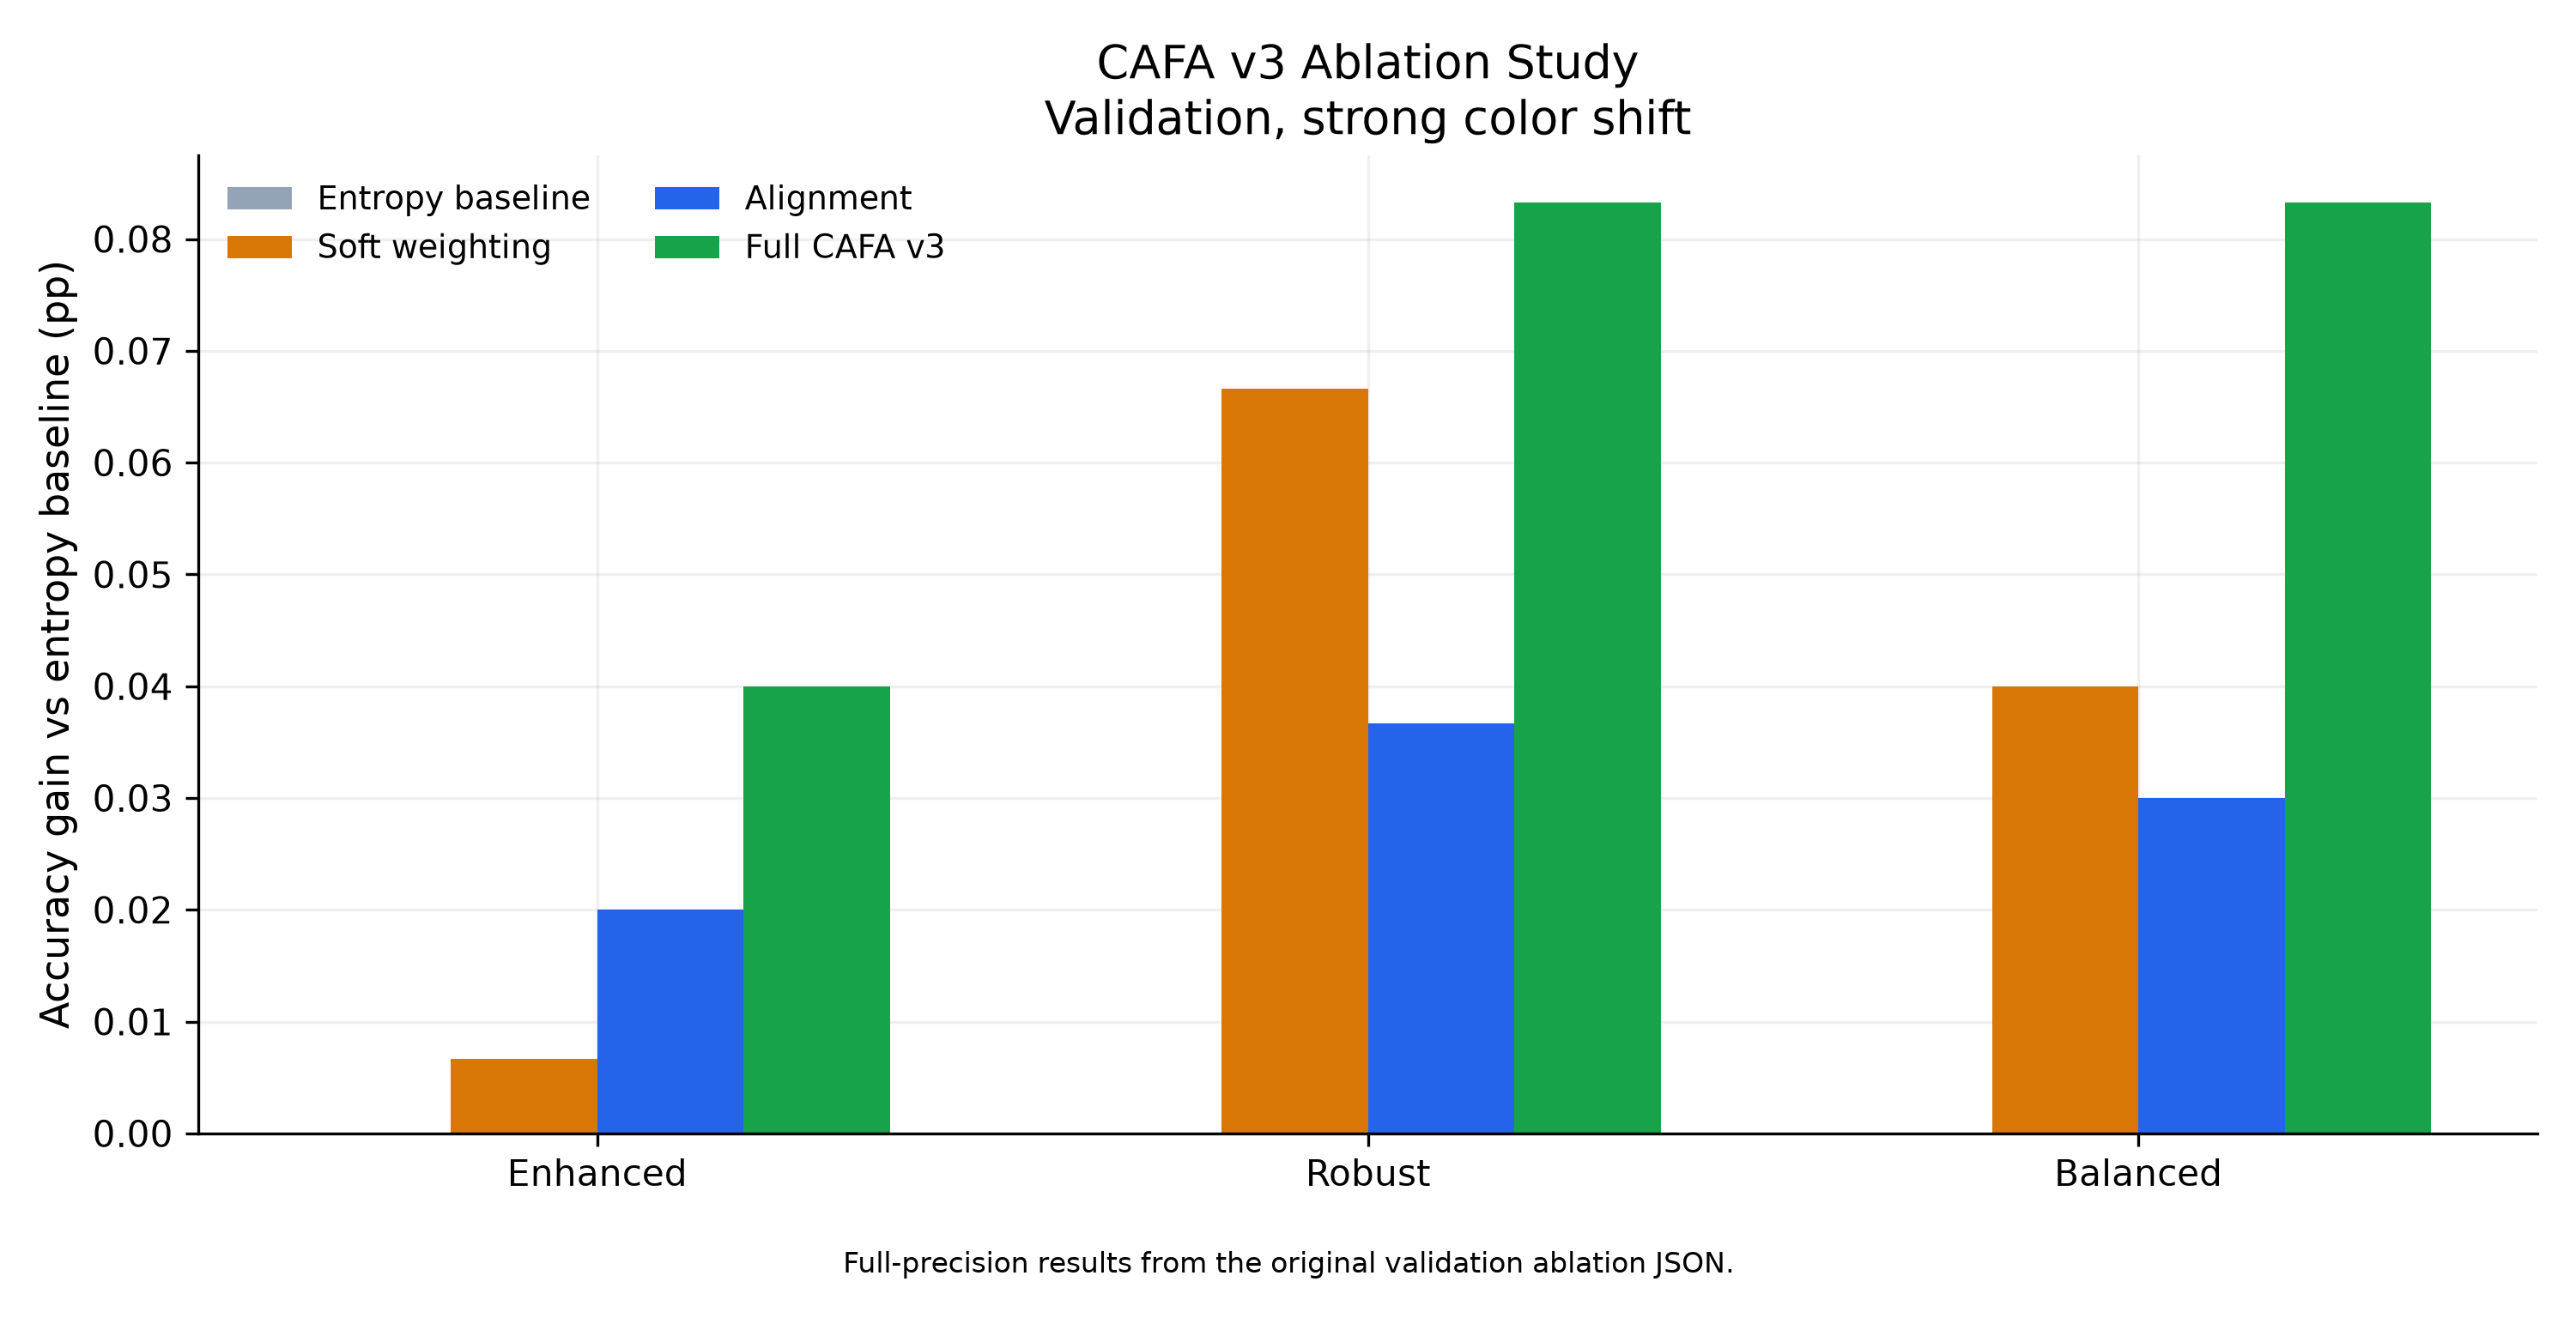 CAFA v3 Ablation Study
Validation, strong color shift
Entropy baseline
Soft weighting
Alignment
Full CAFA v3
Accuracy gain vs entropy baseline (pp)
0.08
0.07
0.06
0.05
0.04
0.03
0.02
0.01
0.00
Enhanced
Robust
Balanced
Full-precision results from the original validation ablation JSON.